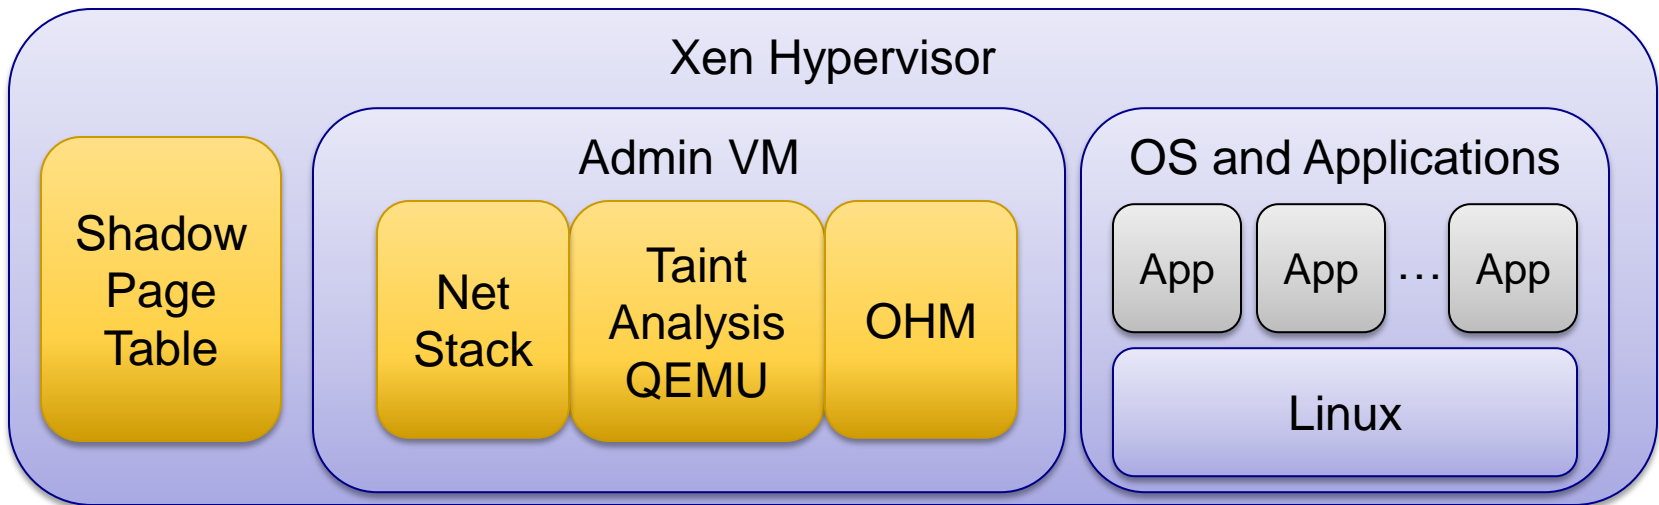 Xen Hypervisor
Shadow
Page
Table
Admin VM
Net
Stack
Taint
Analysis
QEMU
OHM
OS and Applications
App
App
...
App
Linux